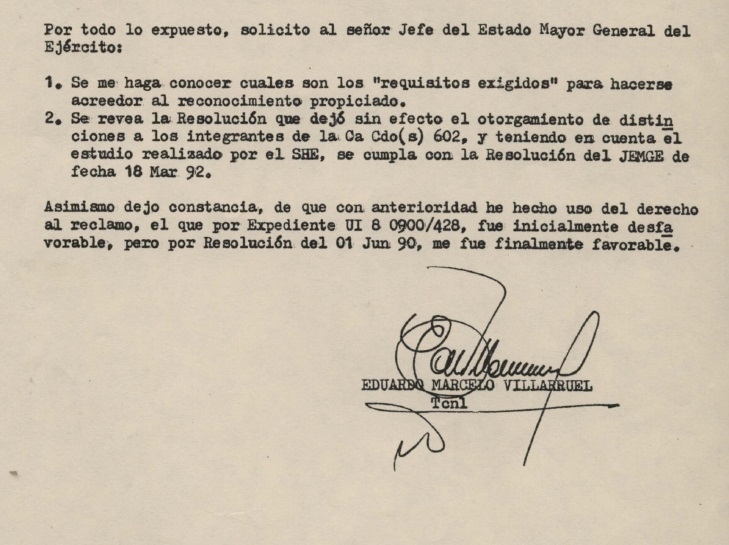 Por todo lo expuesto, solicito al señor Jefe del Estado Mayor General del
Ejército:
1. Se me haga conocer cuales son los "requisitos exigidos" para hacerse
acreedor al reconocimiento propiciado.
2. Se revea la Resolución que dejó sin efecto el otorgamiento de distin
ciones a los integrantes de la Ca Cdo(s) 602, y teniendo en cuenta el
estudio realizado por el SHE, se cumpla con la Resolución del JEMGE de
fecha 18 Mar 92.
Asimismo dejo constancia, de que con anterioridad he hecho uso del derecho
al reclamo, el que por Expediente UI 8 0900/428, fue inicialmente desfa
vorable, pero por Resolución del 01 Jun 90, me fue finalmente favorable.
EDUARDO MARCELO VILLARRUEL
Tcnl